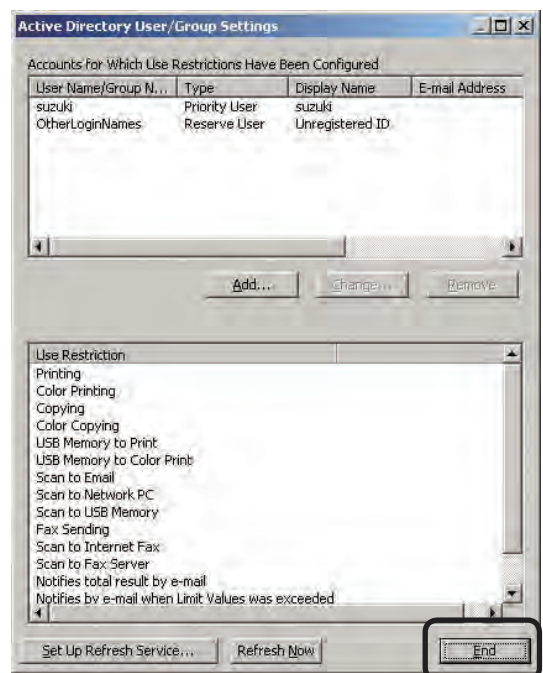 Active Directory User/Group Settings
Accounts for Which Use Restrictions Have Been Configured
User Name/Group N... Type Display Name E-mail Address
suzuki Priority User suzuki
OtherLoginNames Reserve User Unregistered ID
Add... Change... Remove
Use Restriction
Printing
Color Printing
Copying
Color Copying
USB Memory to Print
USB Memory to Color Print
Scan to Email
Scan to Network PC
Scan to USB Memory
Fax Sending
Scan to Internet Fax
Scan to Fax Server
Notifies total result by e-mail
Notifies by e-mail when Limit Values was exceeded
Set Up Refresh Service... Refresh Now End